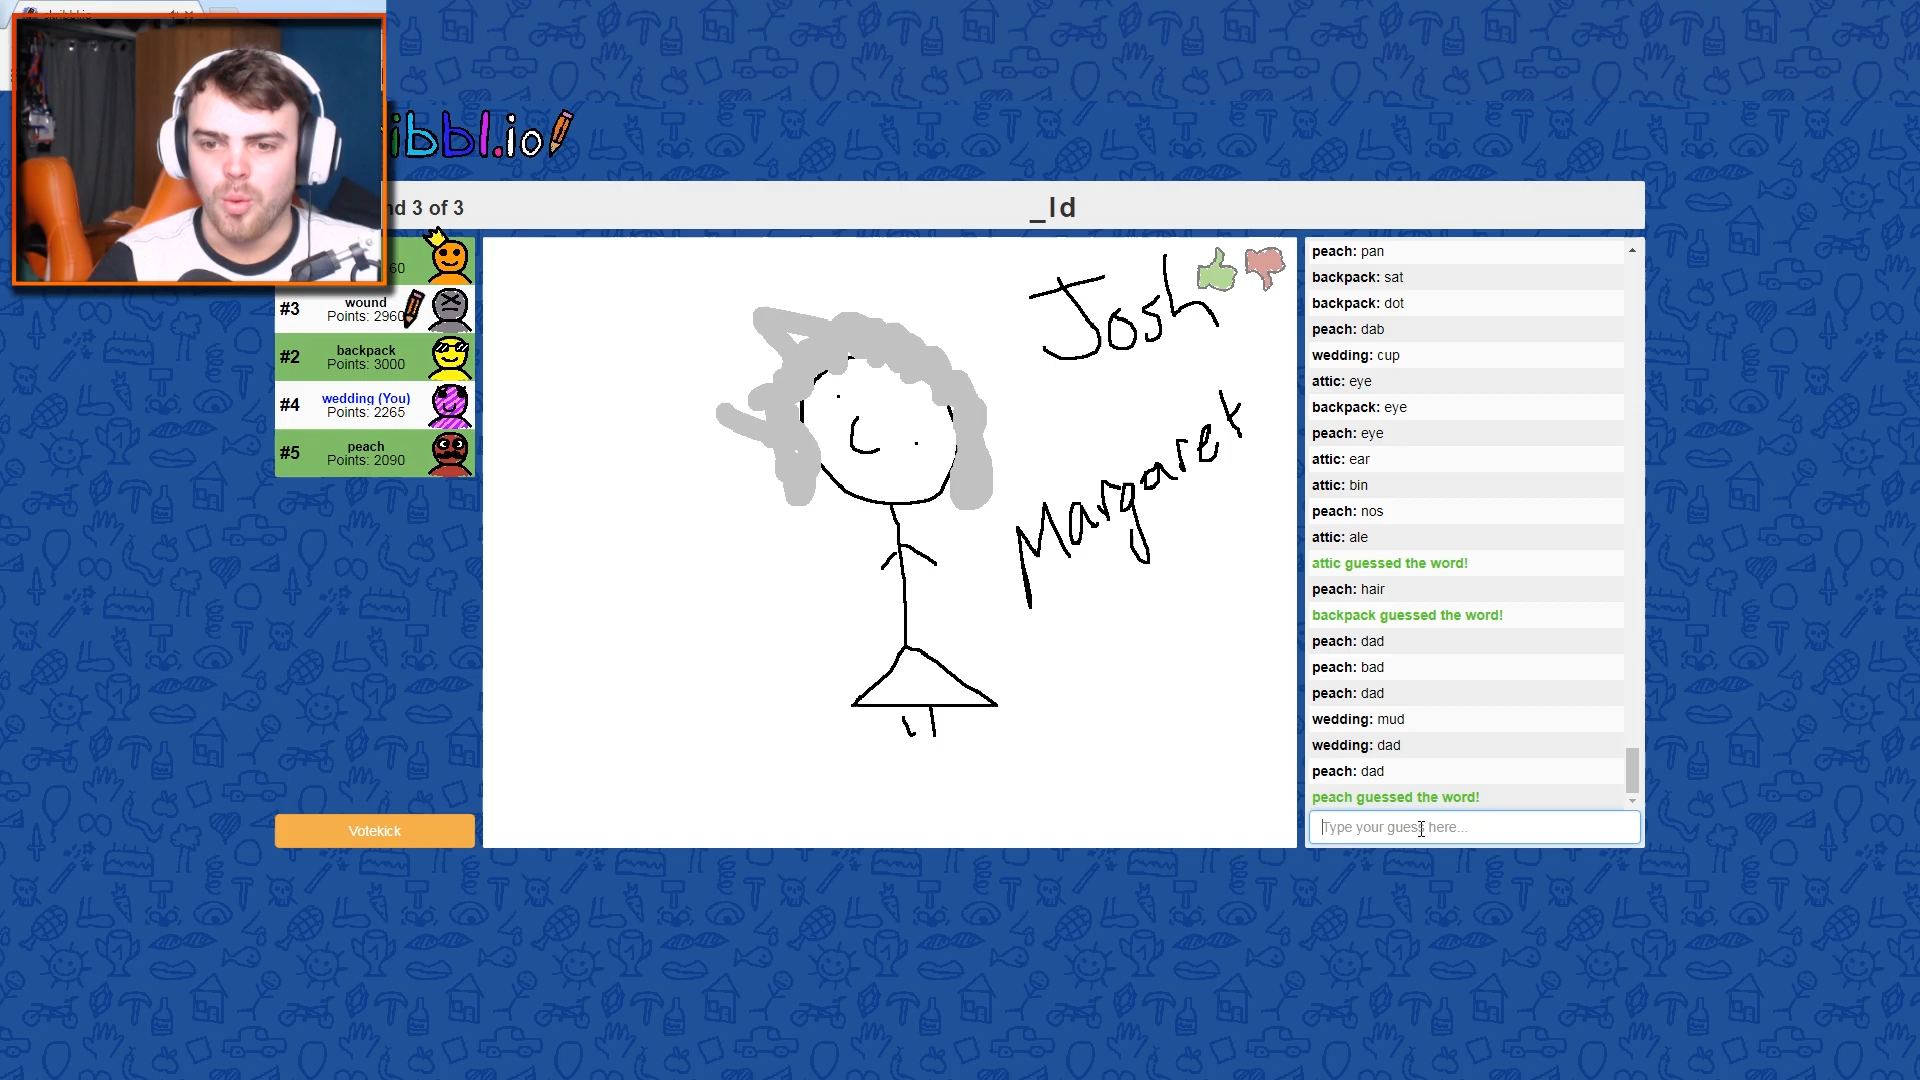 ibbl.io
nd 3 of 3
_ld
60
#3
wound
Points: 2960
#2
backpack
Points: 3000
#4
wedding (You)
Points: 2265
#5
peach
Points: 2090
Votekick
Josh
Margaret
peach: pan
backpack: sat
backpack: dot
peach: dab
wedding: cup
attic: eye
backpack: eye
peach: eye
attic: ear
attic: bin
peach: nos
attic: ale
attic guessed the word!
peach: hair
backpack guessed the word!
peach: dad
peach: bad
peach: dad
wedding: mud
wedding: dad
peach: dad
peach guessed the word!
Type your guess here...